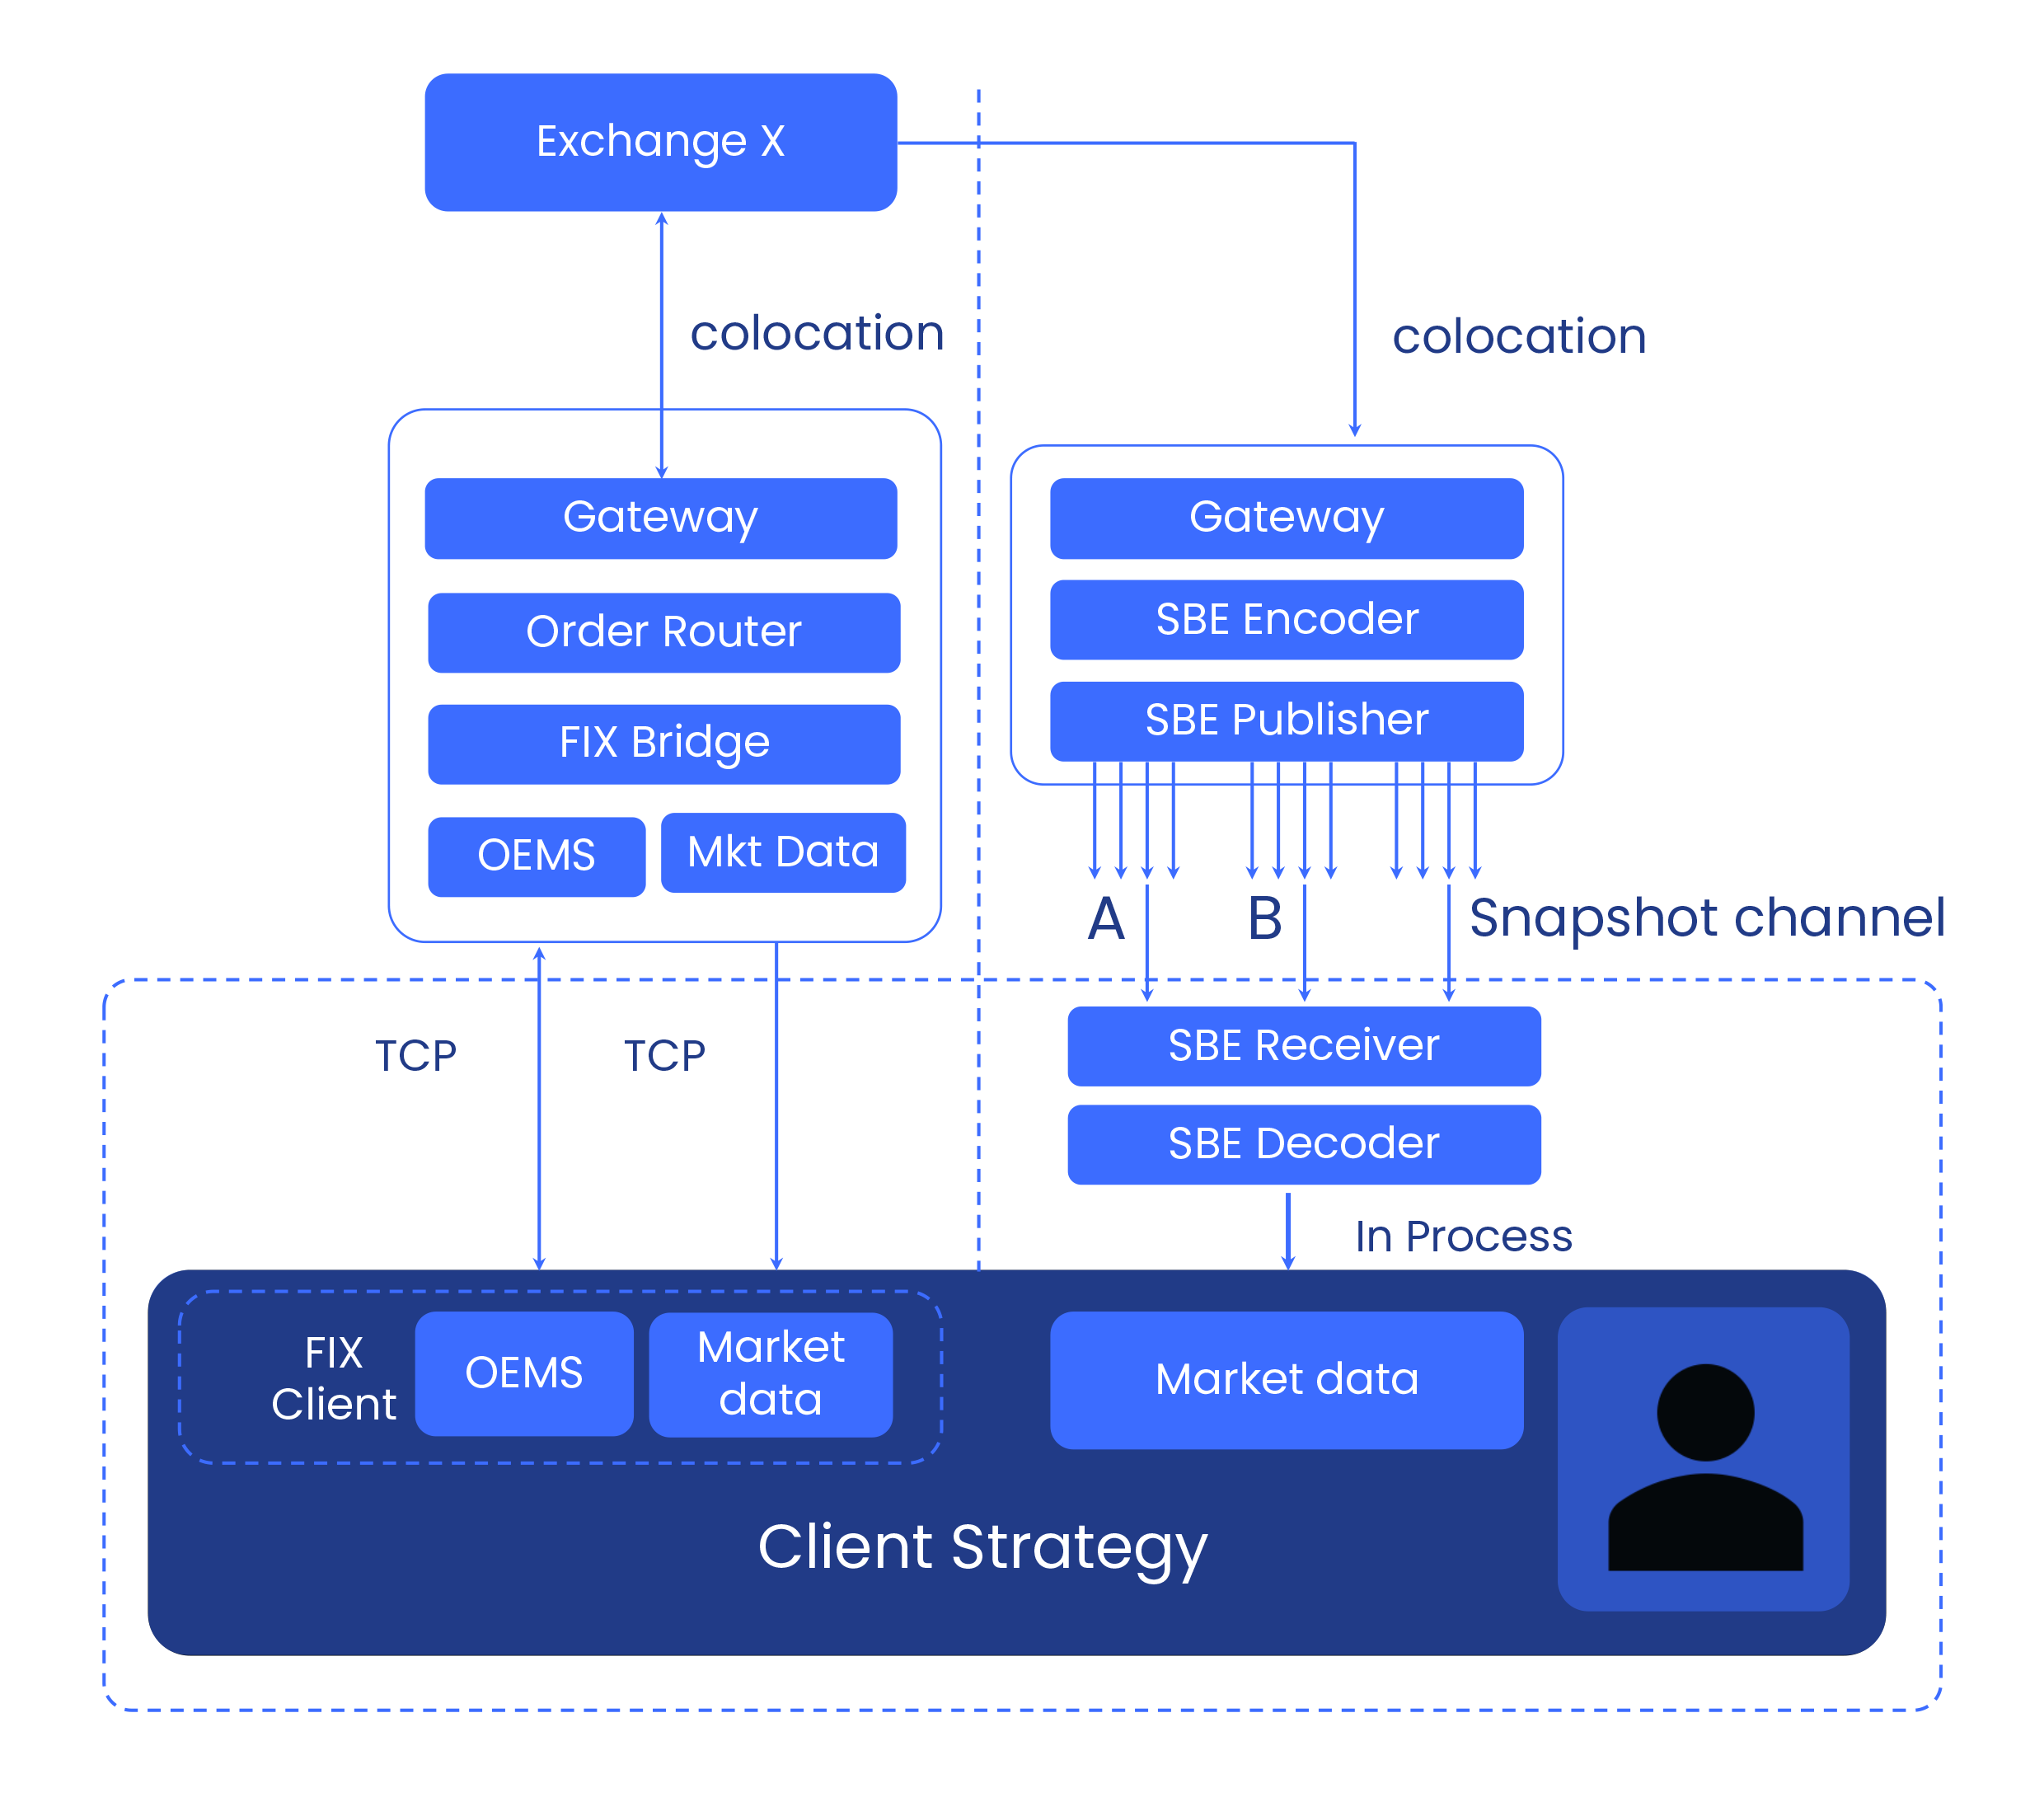 Exchange X
colocation
colocation
Gateway
Order Router
FIX Bridge
OEMS
Mkt Data
Gateway
SBE Encoder
SBE Publisher
A
B
Snapshot channel
TCP
TCP
SBE Receiver
SBE Decoder
In Process
FIX
Client
OEMS
Market
data
Market data
Client Strategy